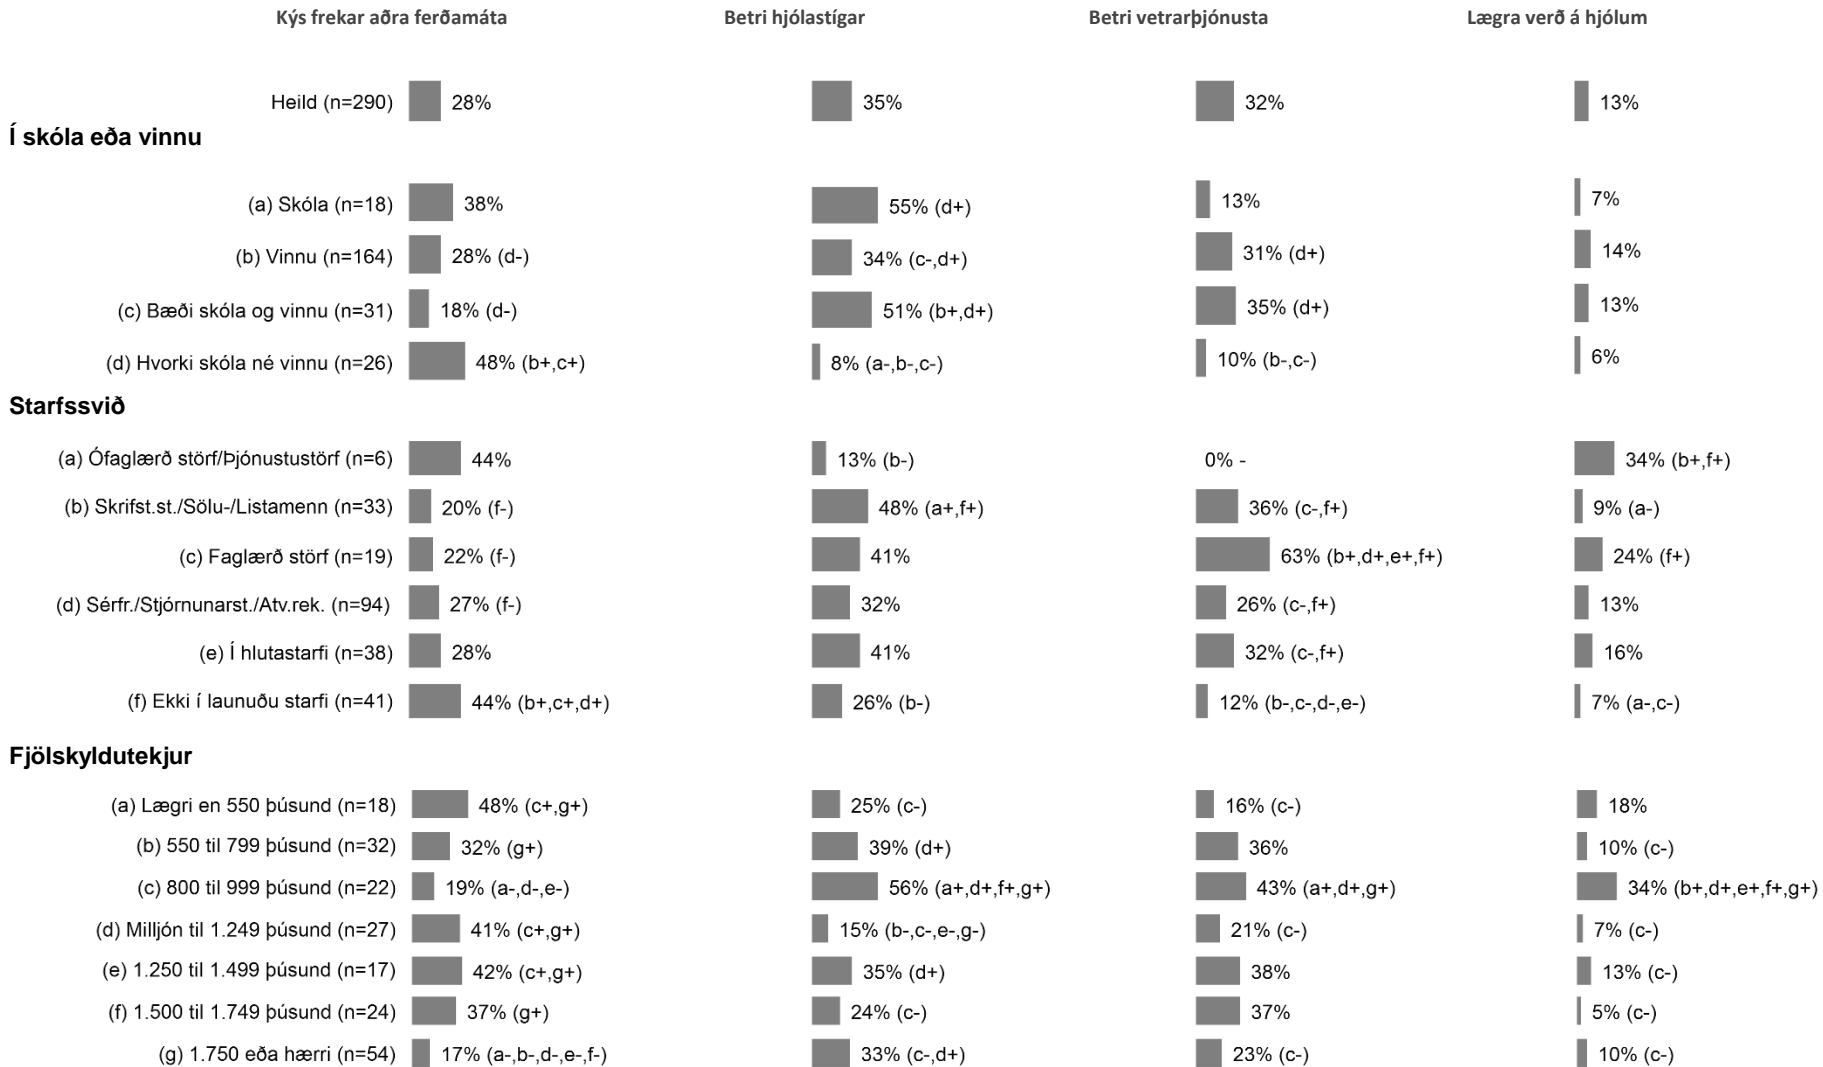 Kýs frekar aðra ferðamáta Betri hjólastígar Betri vetrarþjónusta Lægra verð á hjólum
Heild (n=290) 28% 35% 32% 13%
Í skóla eða vinnu
(a) Skóla (n=18) 38% 55% (d+) 13% 7%
(b) Vinnu (n=164) 28% (d-) 34% (c-,d+) 31% (d+) 14%
(c) Bæði skóla og vinnu (n=31) 18% (d-) 51% (b+,d+) 35% (d+) 13%
(d) Hvorki skóla né vinnu (n=26) 48% (b+,c+) 8% (a-,b-,c-) 10% (b-,c-) 6%
Starfssvið
(a) Ófaglærð störf/Þjónustustörf (n=6) 44% 13% (b-) 0% - 34% (b+,f+)
(b) Skrifst.st./Sölu-/Listamenn (n=33) 20% (f-) 48% (a+,f+) 36% (c-,f+) 9% (a-)
(c) Faglærð störf (n=19) 22% (f-) 41% 63% (b+,d+,e+,f+) 24% (f+)
(d) Sérfr./Stjórnunarst./Atv.rek. (n=94) 27% (f-) 32% 26% (c-,f+) 13%
(e) Í hlutastarfi (n=38) 28% 41% 32% (c-,f+) 16%
(f) Ekki í launuðu starfi (n=41) 44% (b+,c+,d+) 26% (b-) 12% (b-,c-,d-,e-) 7% (a-,c-)
Fjölskyldutekjur
(a) Lægri en 550 þúsund (n=18) 48% (c+,g+) 25% (c-) 16% (c-) 18%
(b) 550 til 799 þúsund (n=32) 32% (g+) 39% (d+) 36% 10% (c-)
(c) 800 til 999 þúsund (n=22) 19% (a-,d-,e-) 56% (a+,d+,f+,g+) 43% (a+,d+,g+) 34% (b+,d+,e+,f+,g+)
(d) Milljón til 1.249 þúsund (n=27) 41% (c+,g+) 15% (b-,c-,e-,g-) 21% (c-) 7% (c-)
(e) 1.250 til 1.499 þúsund (n=17) 42% (c+,g+) 35% (d+) 38% 13% (c-)
(f) 1.500 til 1.749 þúsund (n=24) 37% (g+) 24% (c-) 37% 5% (c-)
(g) 1.750 eða hærri (n=54) 17% (a-,b-,d-,e-,f-) 33% (c-,d+) 23% (c-) 10% (c-)